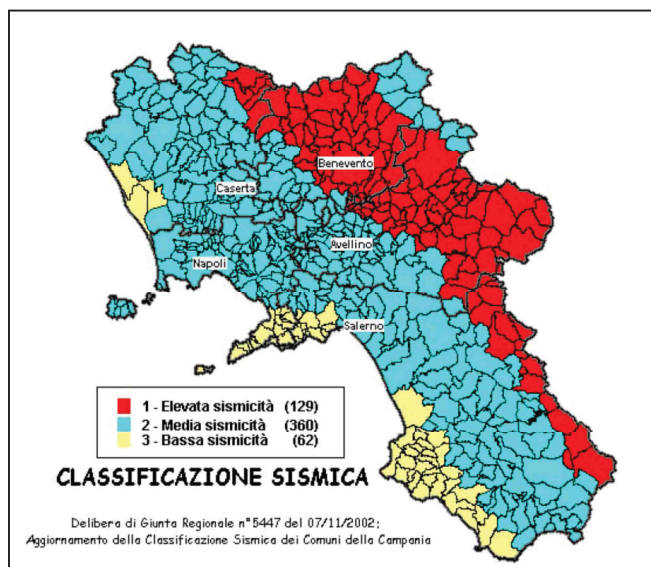 Benevento
Caserta
Avellino
Napoli
Salerno
1 - Elevata sismicità (129)
2 - Media sismicità (360)
3 - Bassa sismicità (62)
CLASSIFICAZIONE SISMICA
Delibera di Giunta Regionale n°5447 del 07/11/2002;
Aggiornamento della Classificazione Sismica dei Comuni della Campania